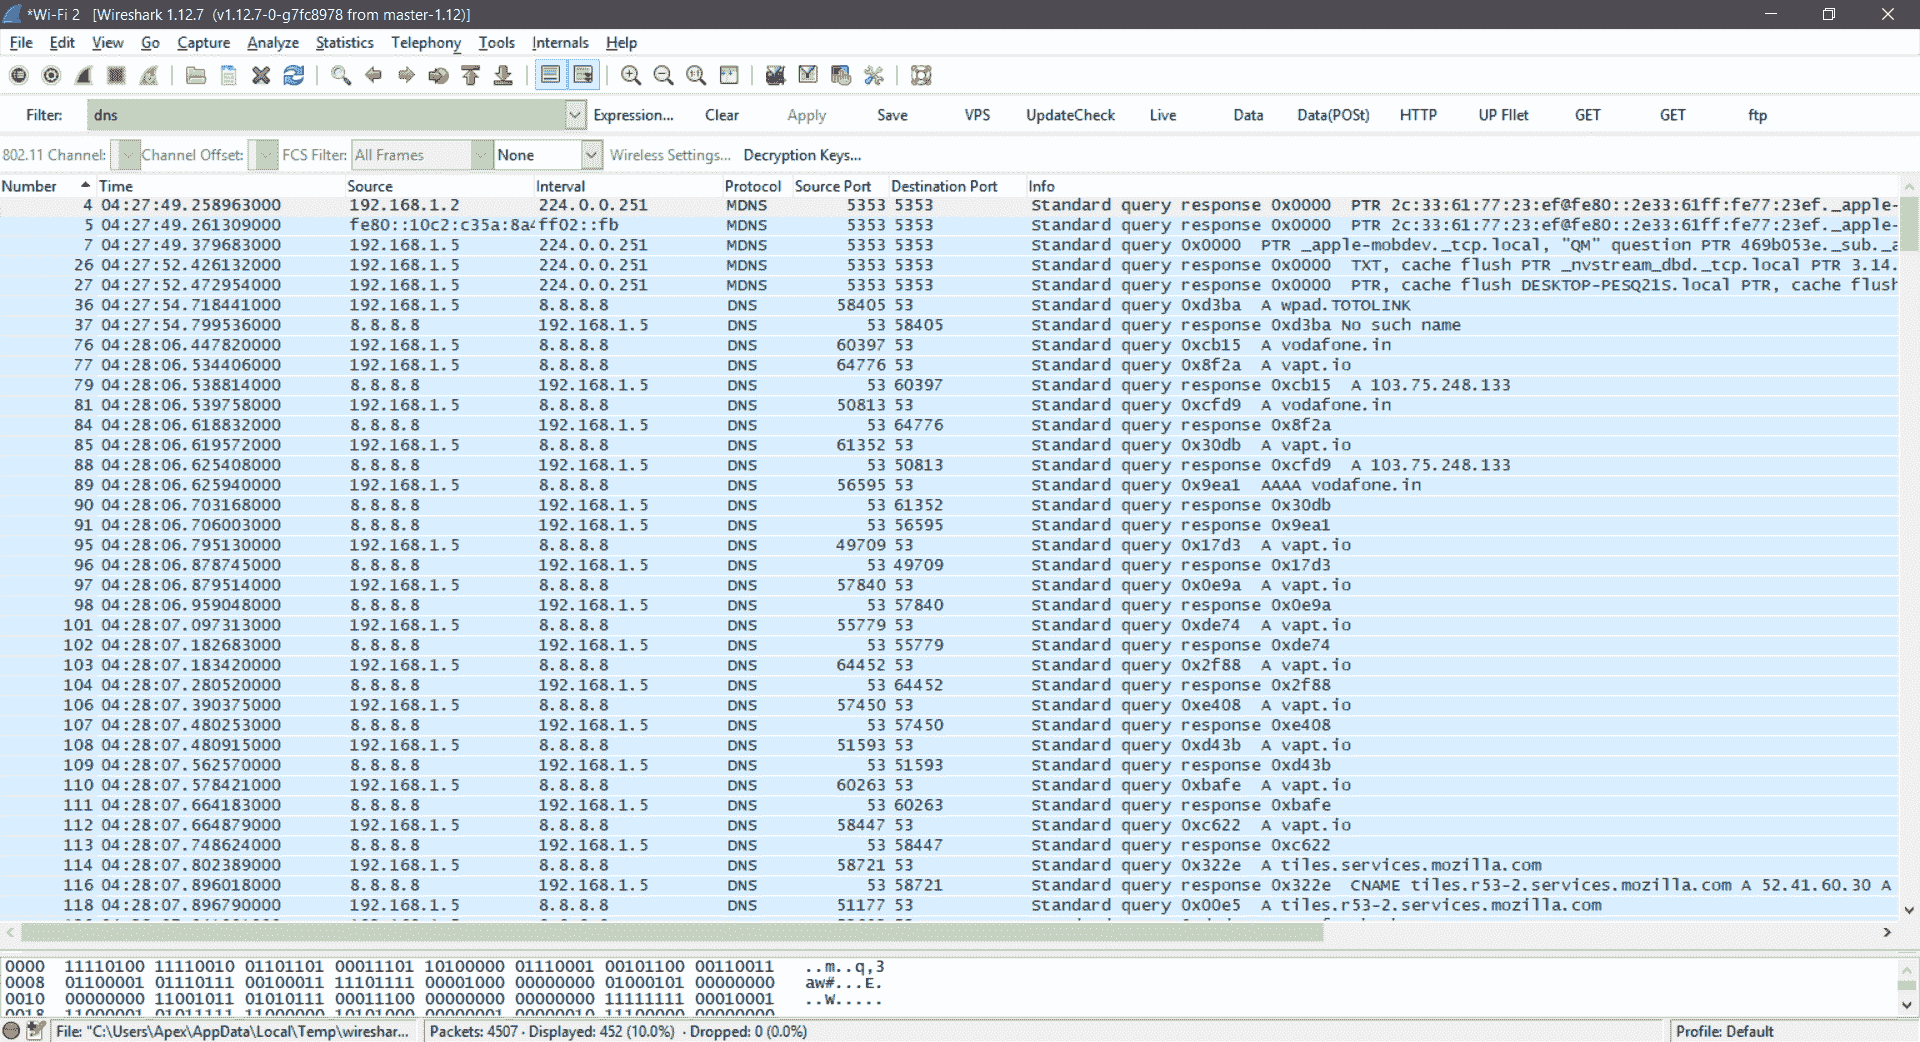 *Wi-Fi 2 [Wireshark 1.12.7 (v1.12.7-0-g7fc8978 from master-1.12)]
File Edit View Go Capture Analyze Statistics Telephony Tools Internals Help
Filter: dns Expression... Clear Apply Save VPS UpdateCheck Live Data Data(POSt) HTTP UP FIlet GET GET ftp
802.11 Channel: Channel Offset: FCS Filter: All Frames None Wireless Settings... Decryption Keys...
Number Time Source Interval Protocol Source Port Destination Port Info
4 04:27:49.258963000 192.168.1.2 224.0.0.251 MDNS 5353 5353 Standard query response 0x0000 PTR 2c:33:61:77:23:ef@fe80::2e33:61ff:fe77:23ef._apple-
5 04:27:49.261309000 fe80::10c2:c35a:8a4 ff02::fb MDNS 5353 5353 Standard query response 0x0000 PTR 2c:33:61:77:23:ef@fe80::2e33:61ff:fe77:23ef._apple-
7 04:27:49.379683000 192.168.1.5 224.0.0.251 MDNS 5353 5353 Standard query 0x0000 PTR _apple-mobdev._tcp.local, "QM" question PTR 469b053e._sub._a
26 04:27:52.426132000 192.168.1.5 224.0.0.251 MDNS 5353 5353 Standard query response 0x0000 TXT, cache flush PTR _nvstream_dbd._tcp.local PTR 3.14.
27 04:27:52.472954000 192.168.1.5 224.0.0.251 MDNS 5353 5353 Standard query response 0x0000 PTR, cache flush DESKTOP-PESQ21S.local PTR, cache flush
36 04:27:54.718441000 192.168.1.5 8.8.8.8 DNS 58405 53 Standard query 0xd3ba A wpad.TOTOLINK
37 04:27:54.799536000 8.8.8.8 192.168.1.5 DNS 53 58405 Standard query response 0xd3ba No such name
76 04:28:06.447820000 192.168.1.5 8.8.8.8 DNS 60397 53 Standard query 0xcb15 A vodafone.in
77 04:28:06.534406000 192.168.1.5 8.8.8.8 DNS 64776 53 Standard query 0x8f2a A vapt.io
79 04:28:06.538814000 8.8.8.8 192.168.1.5 DNS 53 60397 Standard query response 0xcb15 A 103.75.248.133
81 04:28:06.539758000 192.168.1.5 8.8.8.8 DNS 50813 53 Standard query 0xcfd9 A vodafone.in
84 04:28:06.618832000 8.8.8.8 192.168.1.5 DNS 53 64776 Standard query response 0x8f2a
85 04:28:06.619572000 192.168.1.5 8.8.8.8 DNS 61352 53 Standard query 0x30db A vapt.io
88 04:28:06.625408000 8.8.8.8 192.168.1.5 DNS 53 50813 Standard query response 0xcfd9 A 103.75.248.133
89 04:28:06.625940000 192.168.1.5 8.8.8.8 DNS 56595 53 Standard query 0x9ea1 AAAA vodafone.in
90 04:28:06.703168000 8.8.8.8 192.168.1.5 DNS 53 61352 Standard query response 0x30db
91 04:28:06.706003000 8.8.8.8 192.168.1.5 DNS 53 56595 Standard query response 0x9ea1
95 04:28:06.795130000 192.168.1.5 8.8.8.8 DNS 49709 53 Standard query 0x17d3 A vapt.io
96 04:28:06.878745000 8.8.8.8 192.168.1.5 DNS 53 49709 Standard query response 0x17d3
97 04:28:06.879514000 192.168.1.5 8.8.8.8 DNS 57840 53 Standard query 0x0e9a A vapt.io
98 04:28:06.959048000 8.8.8.8 192.168.1.5 DNS 53 57840 Standard query response 0x0e9a
101 04:28:07.097313000 192.168.1.5 8.8.8.8 DNS 55779 53 Standard query 0xde74 A vapt.io
102 04:28:07.182683000 8.8.8.8 192.168.1.5 DNS 53 55779 Standard query response 0xde74
103 04:28:07.183420000 192.168.1.5 8.8.8.8 DNS 64452 53 Standard query 0x2f88 A vapt.io
104 04:28:07.280520000 8.8.8.8 192.168.1.5 DNS 53 64452 Standard query response 0x2f88
106 04:28:07.390375000 192.168.1.5 8.8.8.8 DNS 57450 53 Standard query 0xe408 A vapt.io
107 04:28:07.480253000 8.8.8.8 192.168.1.5 DNS 53 57450 Standard query response 0xe408
108 04:28:07.480915000 192.168.1.5 8.8.8.8 DNS 51593 53 Standard query 0xd43b A vapt.io
109 04:28:07.562570000 8.8.8.8 192.168.1.5 DNS 53 51593 Standard query response 0xd43b
110 04:28:07.578421000 192.168.1.5 8.8.8.8 DNS 60263 53 Standard query 0xbafe A vapt.io
111 04:28:07.664183000 8.8.8.8 192.168.1.5 DNS 53 60263 Standard query response 0xbafe
112 04:28:07.664879000 192.168.1.5 8.8.8.8 DNS 58447 53 Standard query 0xc622 A vapt.io
113 04:28:07.748624000 8.8.8.8 192.168.1.5 DNS 53 58447 Standard query response 0xc622
114 04:28:07.802389000 192.168.1.5 8.8.8.8 DNS 58721 53 Standard query 0x322e A tiles.services.mozilla.com
116 04:28:07.896018000 8.8.8.8 192.168.1.5 DNS 53 58721 Standard query response 0x322e CNAME tiles.r53-2.services.mozilla.com A 52.41.60.30 A
118 04:28:07.896790000 192.168.1.5 8.8.8.8 DNS 51177 53 Standard query 0x00e5 A tiles.r53-2.services.mozilla.com
0000 11110100 11110010 01101101 00011101 10100000 01110001 00101100 00110011 ..m..q,3
0008 01100001 01110111 00100011 11101111 00001000 00000000 01000101 00000000 aw#...E.
0010 00000000 11001011 01010111 00011100 00000000 00000000 11111111 00010001 ..W.....
File: "C:\Users\Apex\AppData\Local\Temp\wireshar... Packets: 4507 · Displayed: 452 (10.0%) · Dropped: 0 (0.0%) Profile: Default